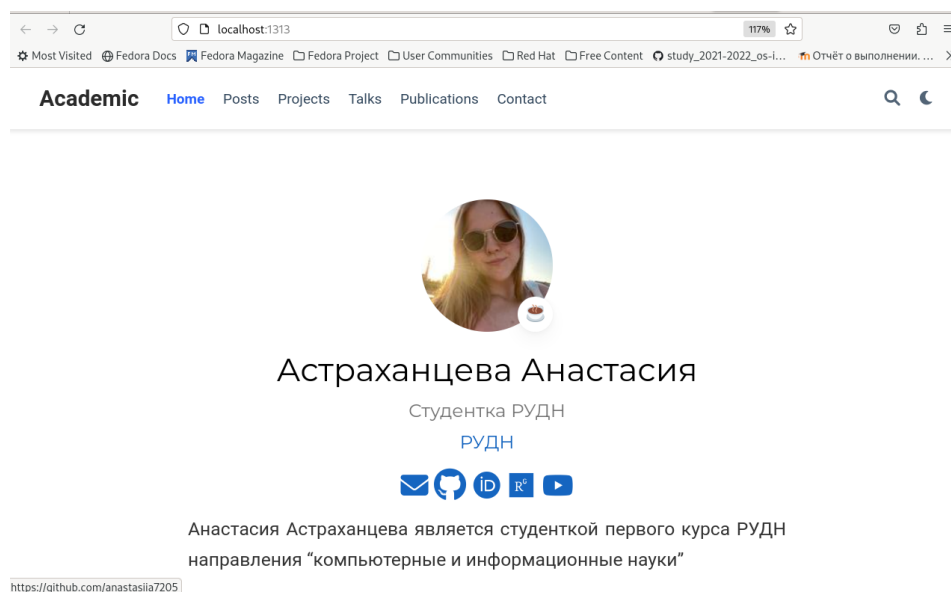 localhost:1313
117%
Most Visited Fedora Docs Fedora Magazine Fedora Project User Communities Red Hat Free Content study_2021-2022_os-i... Отчёт о выполнении. ...
Academic Home Posts Projects Talks Publications Contact
Астраханцева Анастасия
Студентка РУДН
РУДН
iD RG
Анастасия Астраханцева является студенткой первого курса РУДН
направления “компьютерные и информационные науки”
https://github.com/anastasiia7205